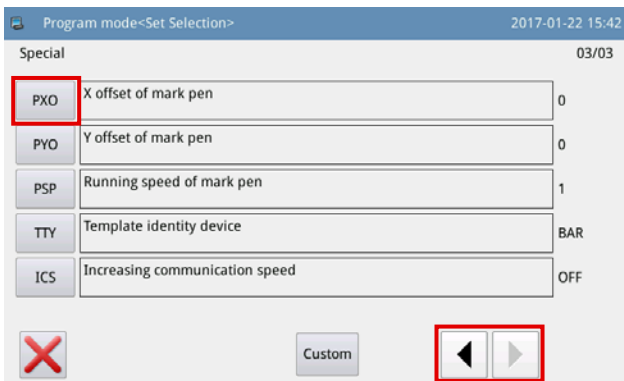 Program mode<Set Selection> 2017-01-22 15:42
Special 03/03
PXO X offset of mark pen 0
PYO Y offset of mark pen 0
PSP Running speed of mark pen 1
TTY Template identity device BAR
ICS Increasing communication speed OFF
Custom